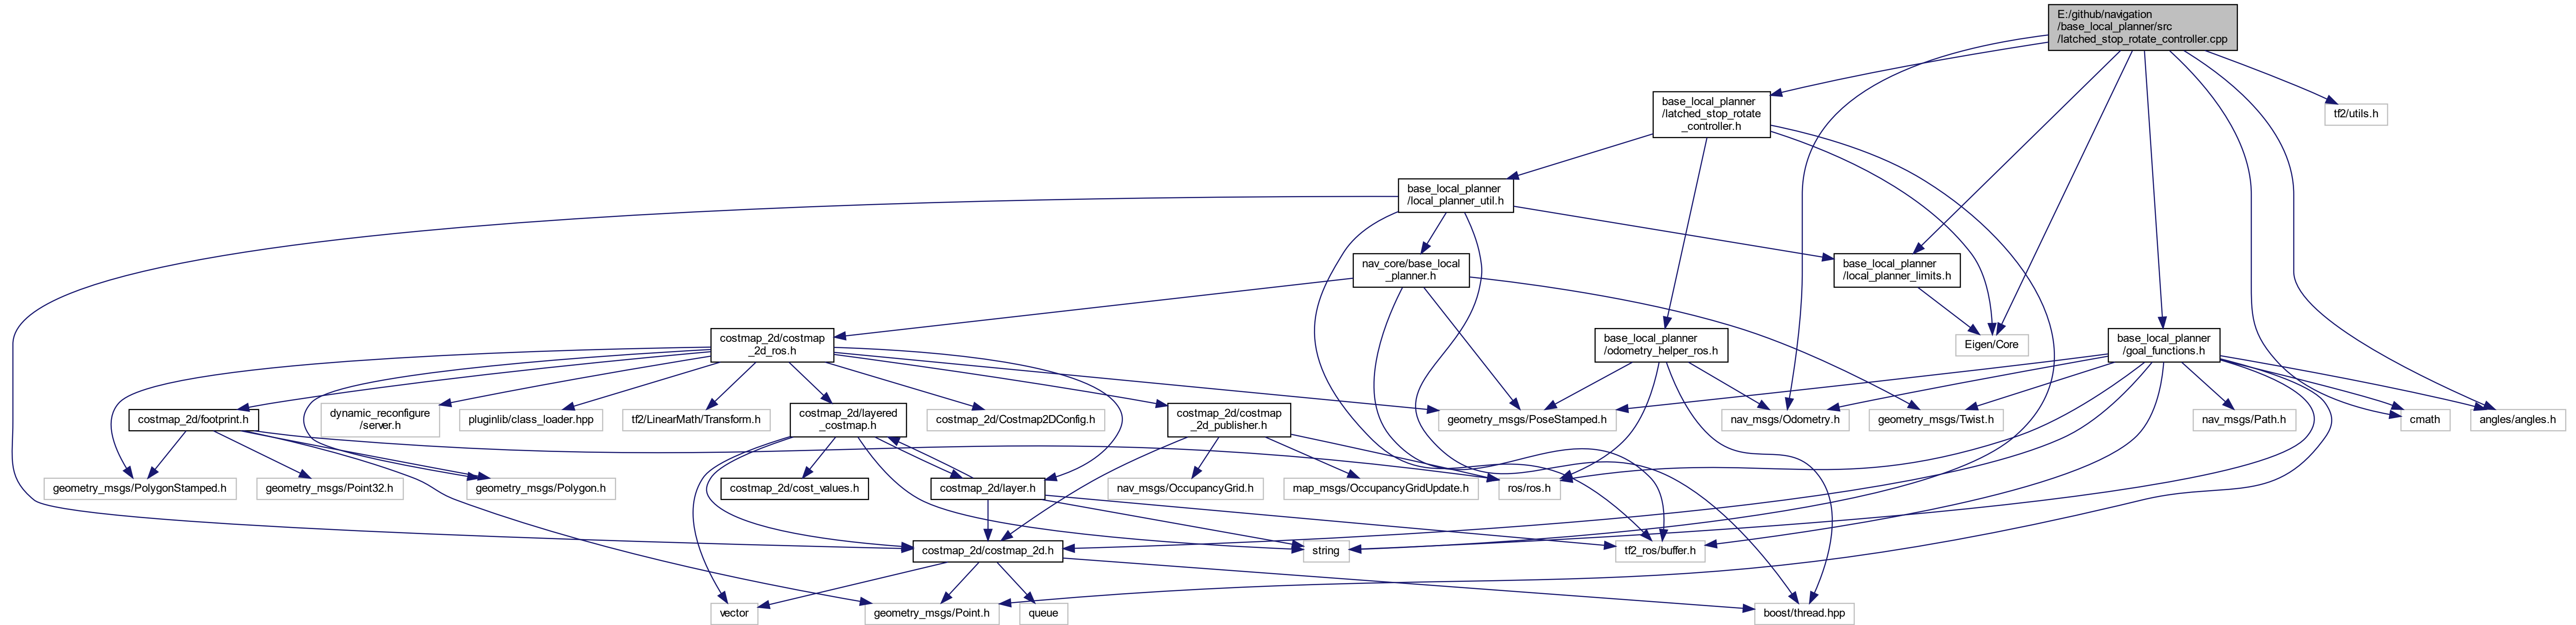 E:/github/navigation
/base_local_planner/src
/latched_stop_rotate_controller.cpp
base_local_planner
/latched_stop_rotate
_controller.h
tf2/utils.h
base_local_planner
/local_planner_util.h
nav_core/base_local
_planner.h
base_local_planner
/local_planner_limits.h
costmap_2d/costmap
_2d_ros.h
base_local_planner
/odometry_helper_ros.h
Eigen/Core
base_local_planner
/goal_functions.h
costmap_2d/footprint.h
dynamic_reconfigure
/server.h
pluginlib/class_loader.hpp
tf2/LinearMath/Transform.h
costmap_2d/layered
_costmap.h
costmap_2d/Costmap2DConfig.h
costmap_2d/costmap
_2d_publisher.h
geometry_msgs/PoseStamped.h
nav_msgs/Odometry.h
geometry_msgs/Twist.h
nav_msgs/Path.h
cmath
angles/angles.h
geometry_msgs/PolygonStamped.h
geometry_msgs/Point32.h
geometry_msgs/Polygon.h
costmap_2d/cost_values.h
costmap_2d/layer.h
nav_msgs/OccupancyGrid.h
map_msgs/OccupancyGridUpdate.h
ros/ros.h
costmap_2d/costmap_2d.h
string
tf2_ros/buffer.h
vector
geometry_msgs/Point.h
queue
boost/thread.hpp